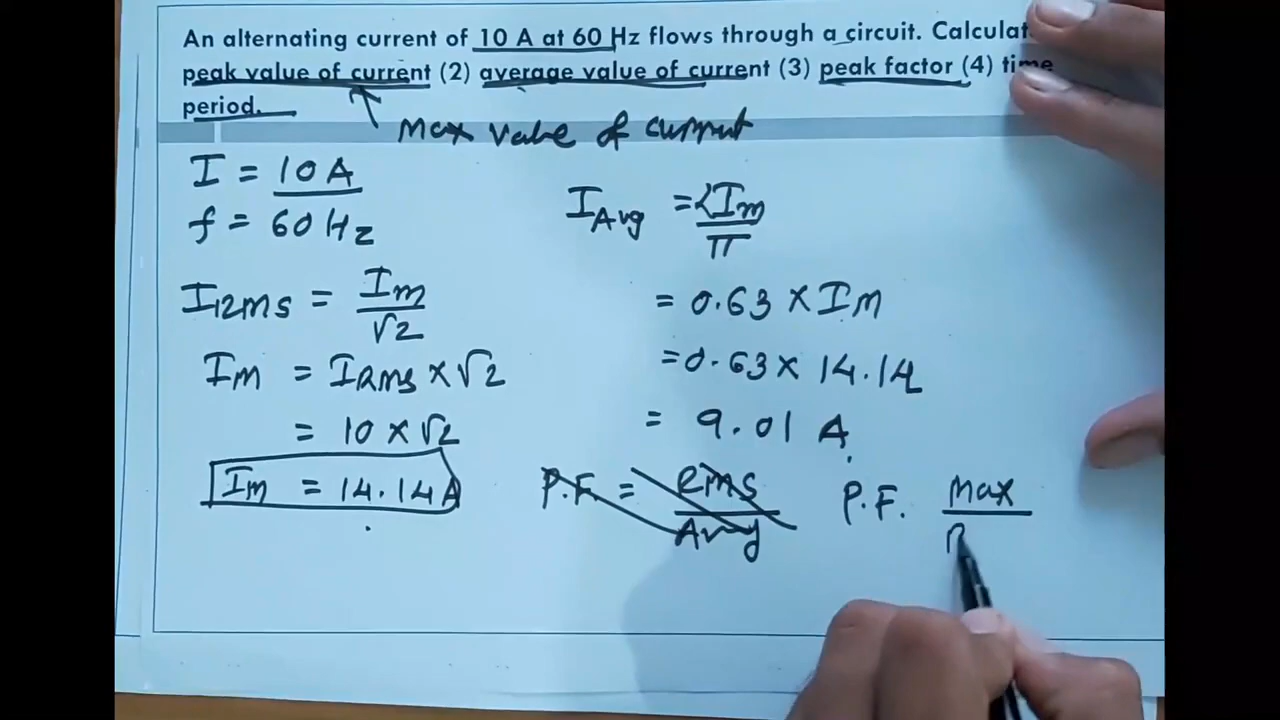 An alternating current of 10 A at 60 Hz flows through a circuit. Calculat
peak value of current (2) average value of current (3) peak factor (4) time
period.
Max value of current
I = 10A
f = 60 Hz
IRMS = Im/√2
Im = IRms × √2
= 10 × √2
Im = 14.14A
IAvg = 2Im/π
= 0.63 × Im
= 0.63 × 14.14
= 9.01 A
P.F = Rms/Avg
P.F. Max